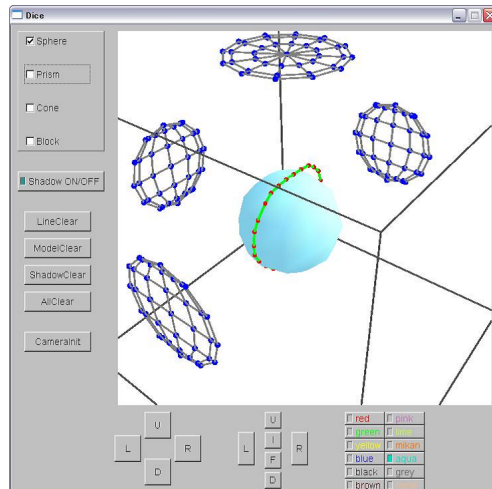 Dice
Sphere
Prism
Cone
Block
Shadow ON/OFF
LineClear
ModelClear
ShadowClear
AllClear
CameraInit
U
L R
D
U
L I R
F
D
red pink
green lime
yellow mikan
blue aqua
black grey
brown